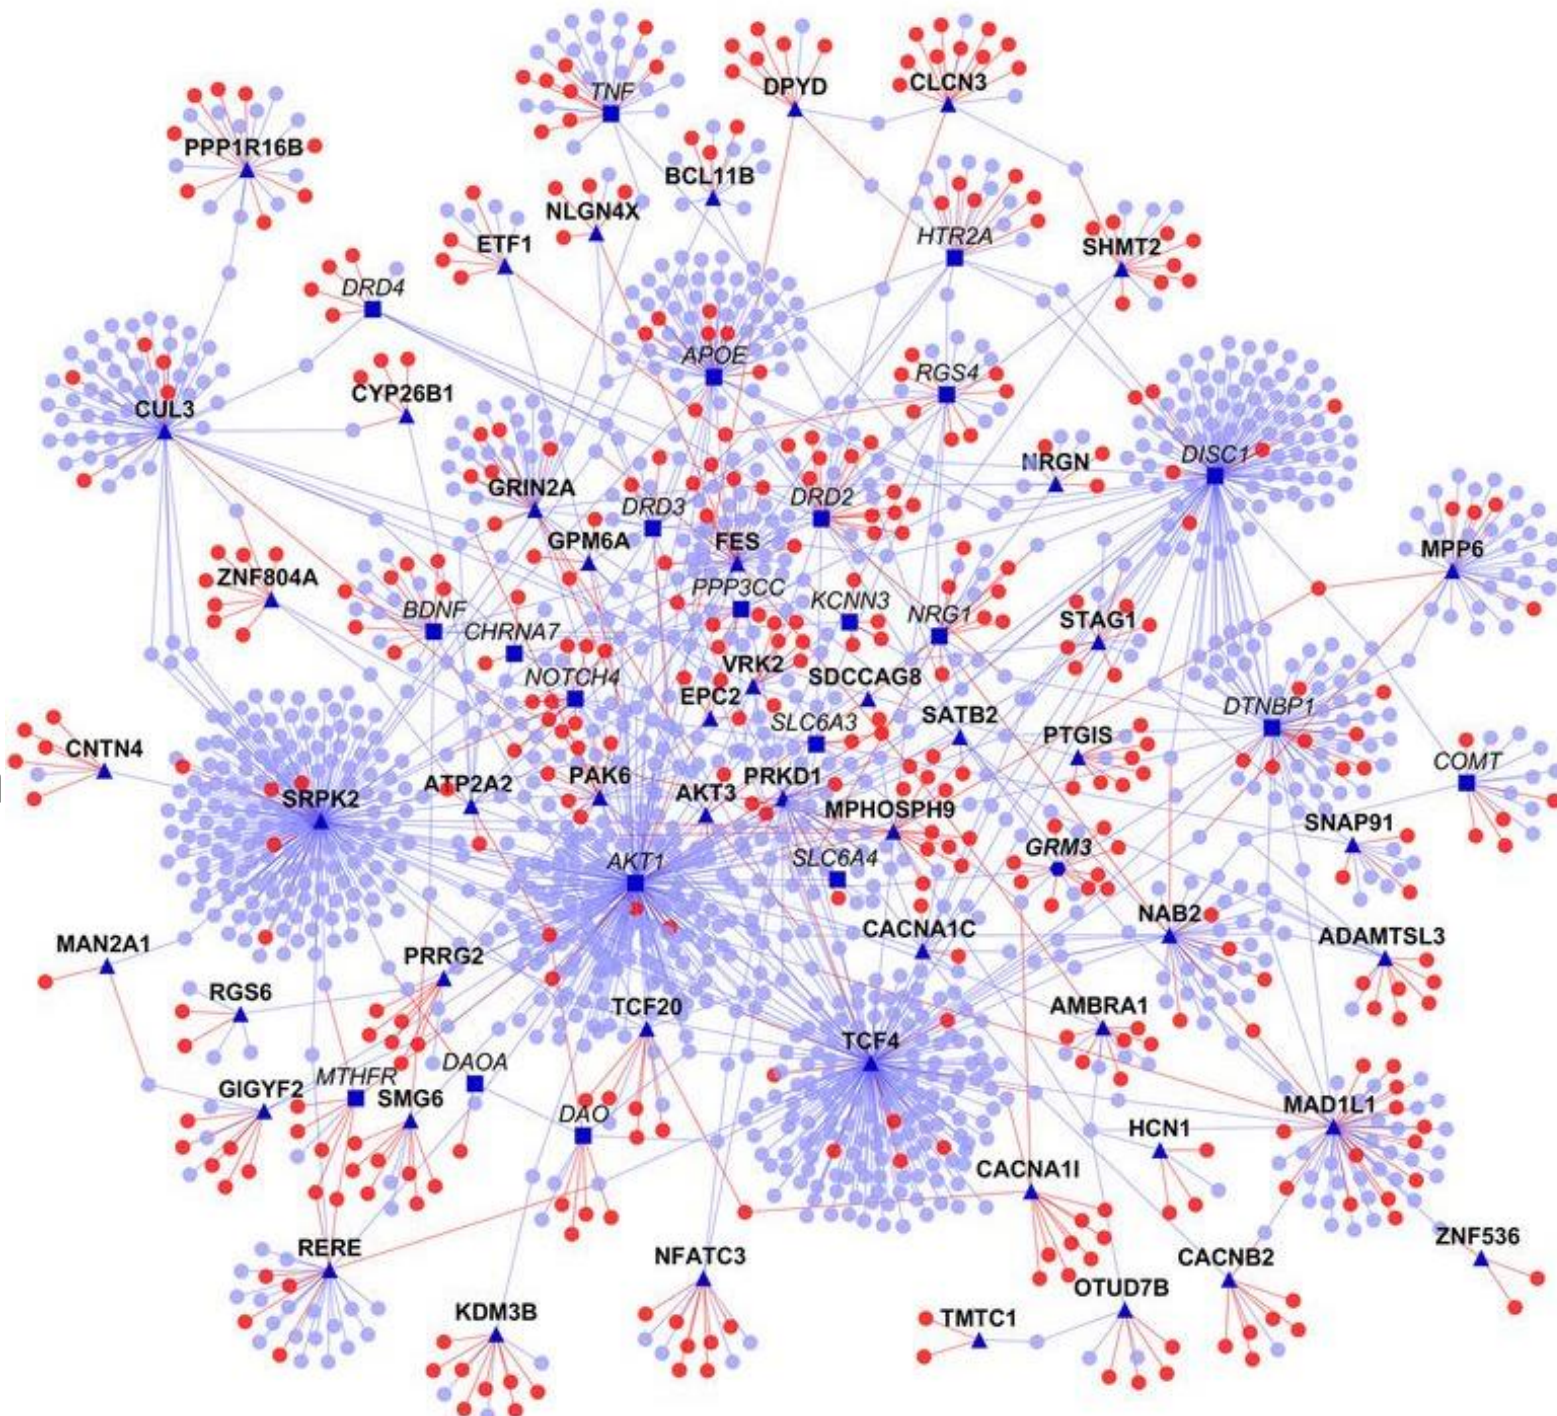 TNF
DPYD
CLCN3
PPP1R16B
BCL11B
NLGN4X
ETF1
HTR2A
SHMT2
DRD4
APOE
RGS4
CYP26B1
CUL3
DISC1
NRGN
GRIN2A
DRD3
DRD2
GPM6A
FES
MPP6
ZNF804A
PPP3CC
KCNN3
BDNF
CHRNA7
NRG1
STAG1
NOTCH4
VRK2
SDCCAG8
EPC2
SLC6A3
SATB2
DTNBP1
PTGIS
CNTN4
COMT
SRPK2
ATP2A2
PAK6
AKT3
PRKD1
MPHOSPH9
SNAP91
AKT1
SLC6A4
GRM3
NAB2
CACNA1C
ADAMTSL3
MAN2A1
PRRG2
RGS6
TCF20
AMBRA1
TCF4
DAOA
MTHFR
GIGYF2
SMG6
DAO
MAD1L1
HCN1
CACNA1I
RERE
NFATC3
ZNF536
CACNB2
OTUD7B
KDM3B
TMTC1